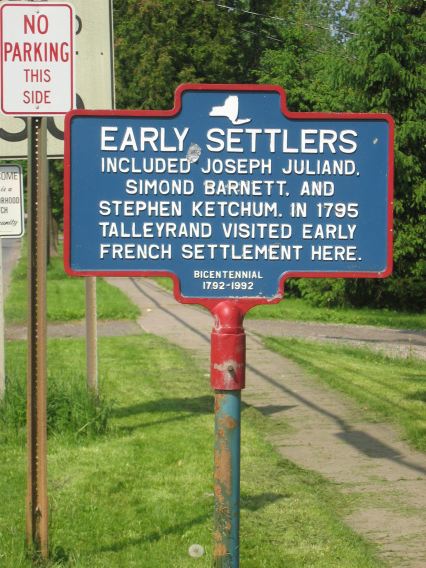 NO
PARKING
THIS
SIDE
EARLY SETTLERS
INCLUDED JOSEPH JULIAND,
SIMOND BARNETT, AND
STEPHEN KETCHUM. IN 1795
TALLEYRAND VISITED EARLY
FRENCH SETTLEMENT HERE.
BICENTENNIAL
1792-1992
is a